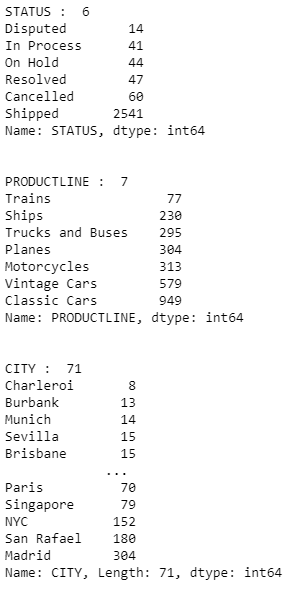 STATUS :  6
Disputed         14
In Process       41
On Hold          44
Resolved         47
Cancelled        60
Shipped        2541
Name: STATUS, dtype: int64
PRODUCTLINE :  7
Trains               77
Ships               230
Trucks and Buses    295
Planes              304
Motorcycles         313
Vintage Cars        579
Classic Cars        949
Name: PRODUCTLINE, dtype: int64
CITY :  71
Charleroi       8
Burbank        13
Munich         14
Sevilla        15
Brisbane       15
...
Paris          70
Singapore      79
NYC           152
San Rafael    180
Madrid        304
Name: CITY, Length: 71, dtype: int64